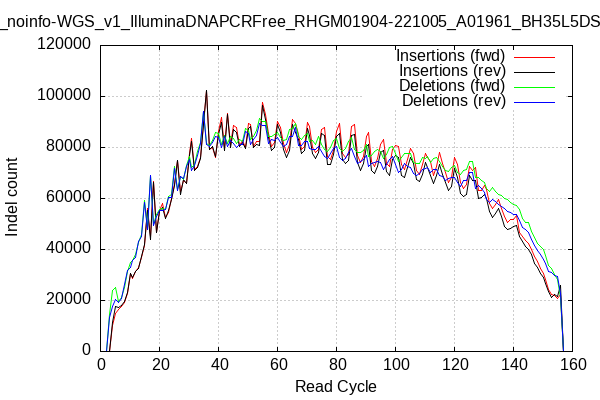 _noinfo-WGS_v1_IlluminaDNAPCRFree_RHGM01904-221005_A01961_BH35L5DS
Insertions (fwd)
Insertions (rev)
Deletions (fwd)
Deletions (rev)
120000
100000
80000
60000
40000
20000
0
Indel count
0 20 40 60 80 100 120 140 160
Read Cycle